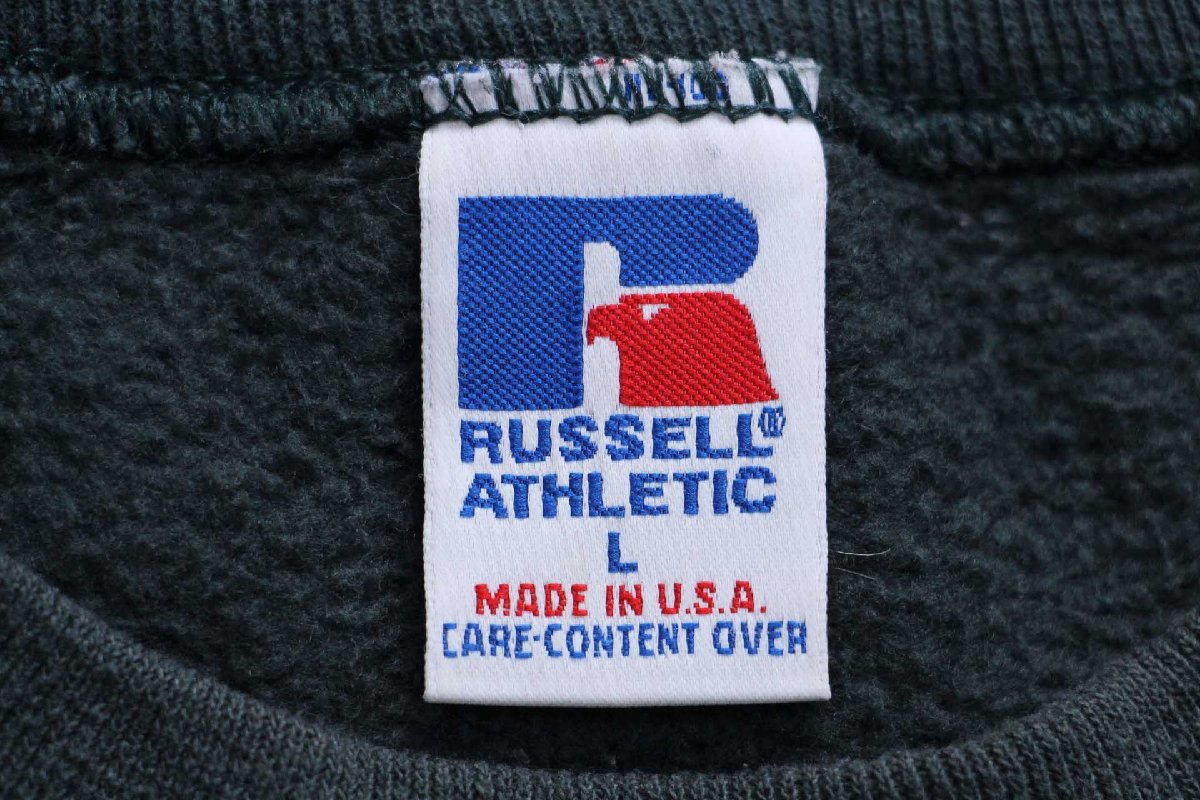 RUSSELL®
ATHLETIC
L
MADE IN U.S.A.
CARE-CONTENT OVER